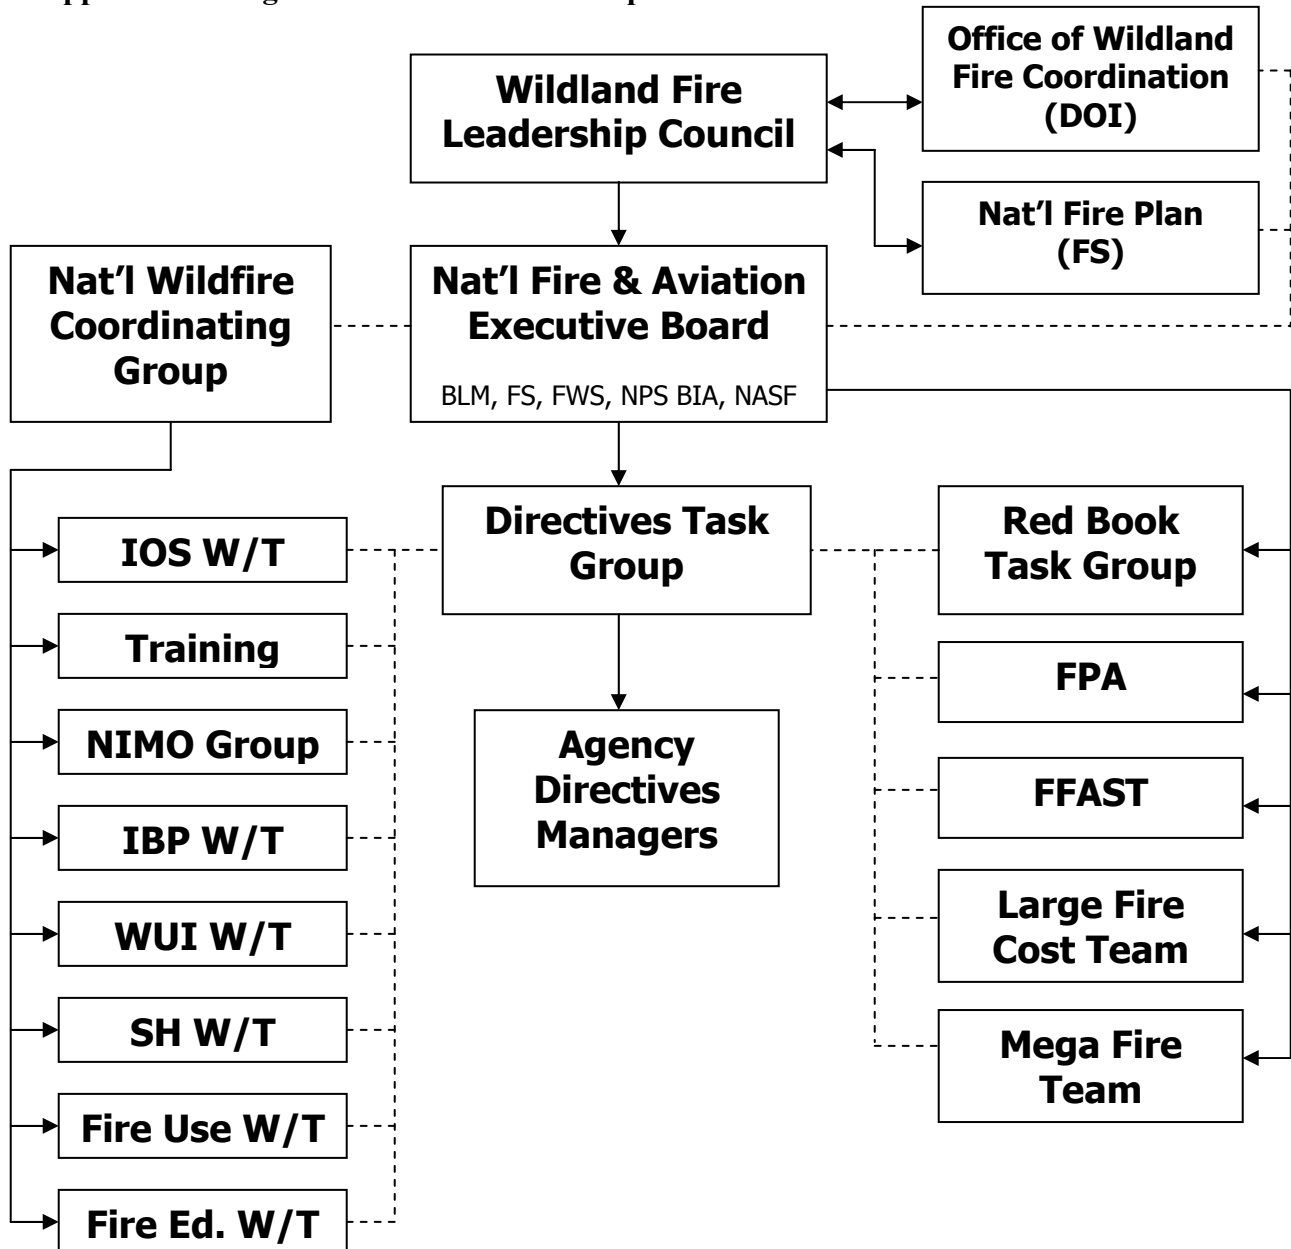 Office of Wildland
Fire Coordination
(DOI)
Wildland Fire
Leadership Council
Nat’l Fire Plan
(FS)
Nat’l Wildfire
Coordinating
Group
Nat’l Fire & Aviation
Executive Board
BLM, FS, FWS, NPS BIA, NASF
IOS W/T
Training
NIMO Group
IBP W/T
WUI W/T
SH W/T
Fire Use W/T
Fire Ed. W/T
Directives Task
Group
Agency
Directives
Managers
Red Book
Task Group
FPA
FFAST
Large Fire
Cost Team
Mega Fire
Team